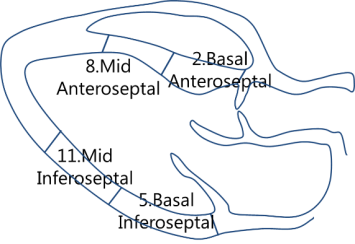 2.Basal
Anteroseptal
8.Mid
Anteroseptal
11.Mid
Inferoseptal
5.Basal
Inferoseptal